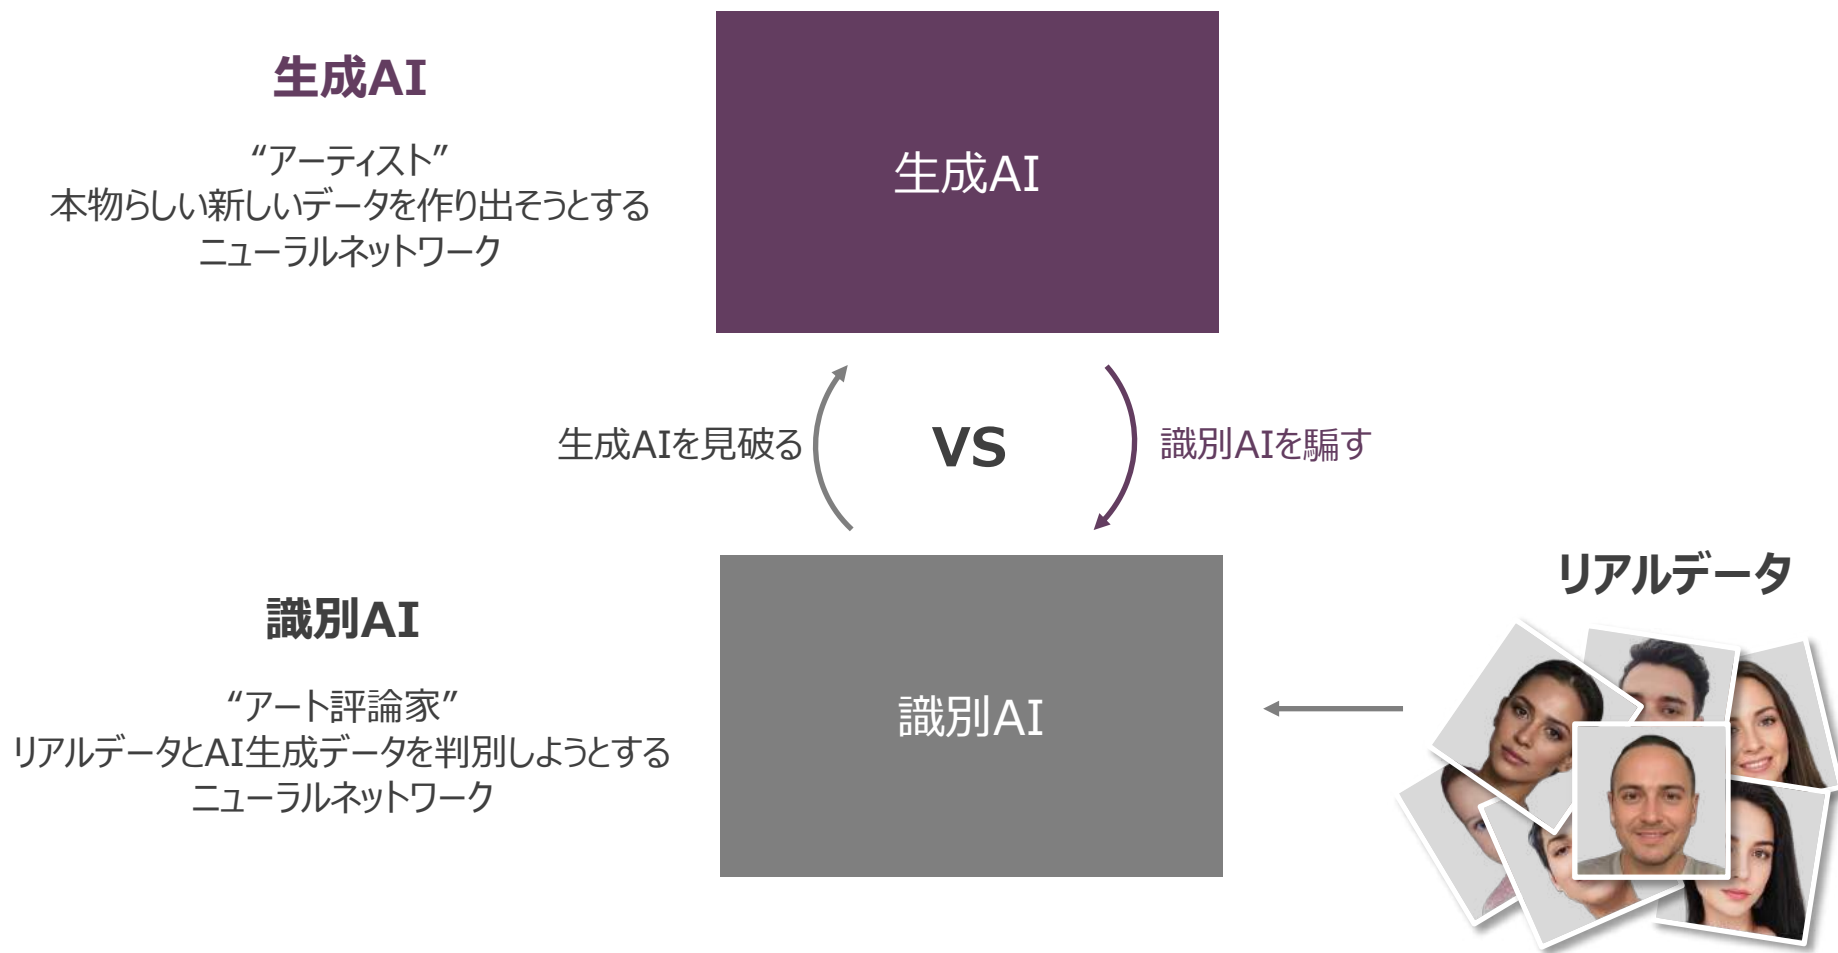 生成AI
“アーティスト”
本物らしい新しいデータを作り出そうとする
ニューラルネットワーク
生成AI
生成AIを見破る
VS
識別AIを騙す
識別AI
“アート評論家”
リアルデータとAI生成データを判別しようとする
ニューラルネットワーク
識別AI
リアルデータ